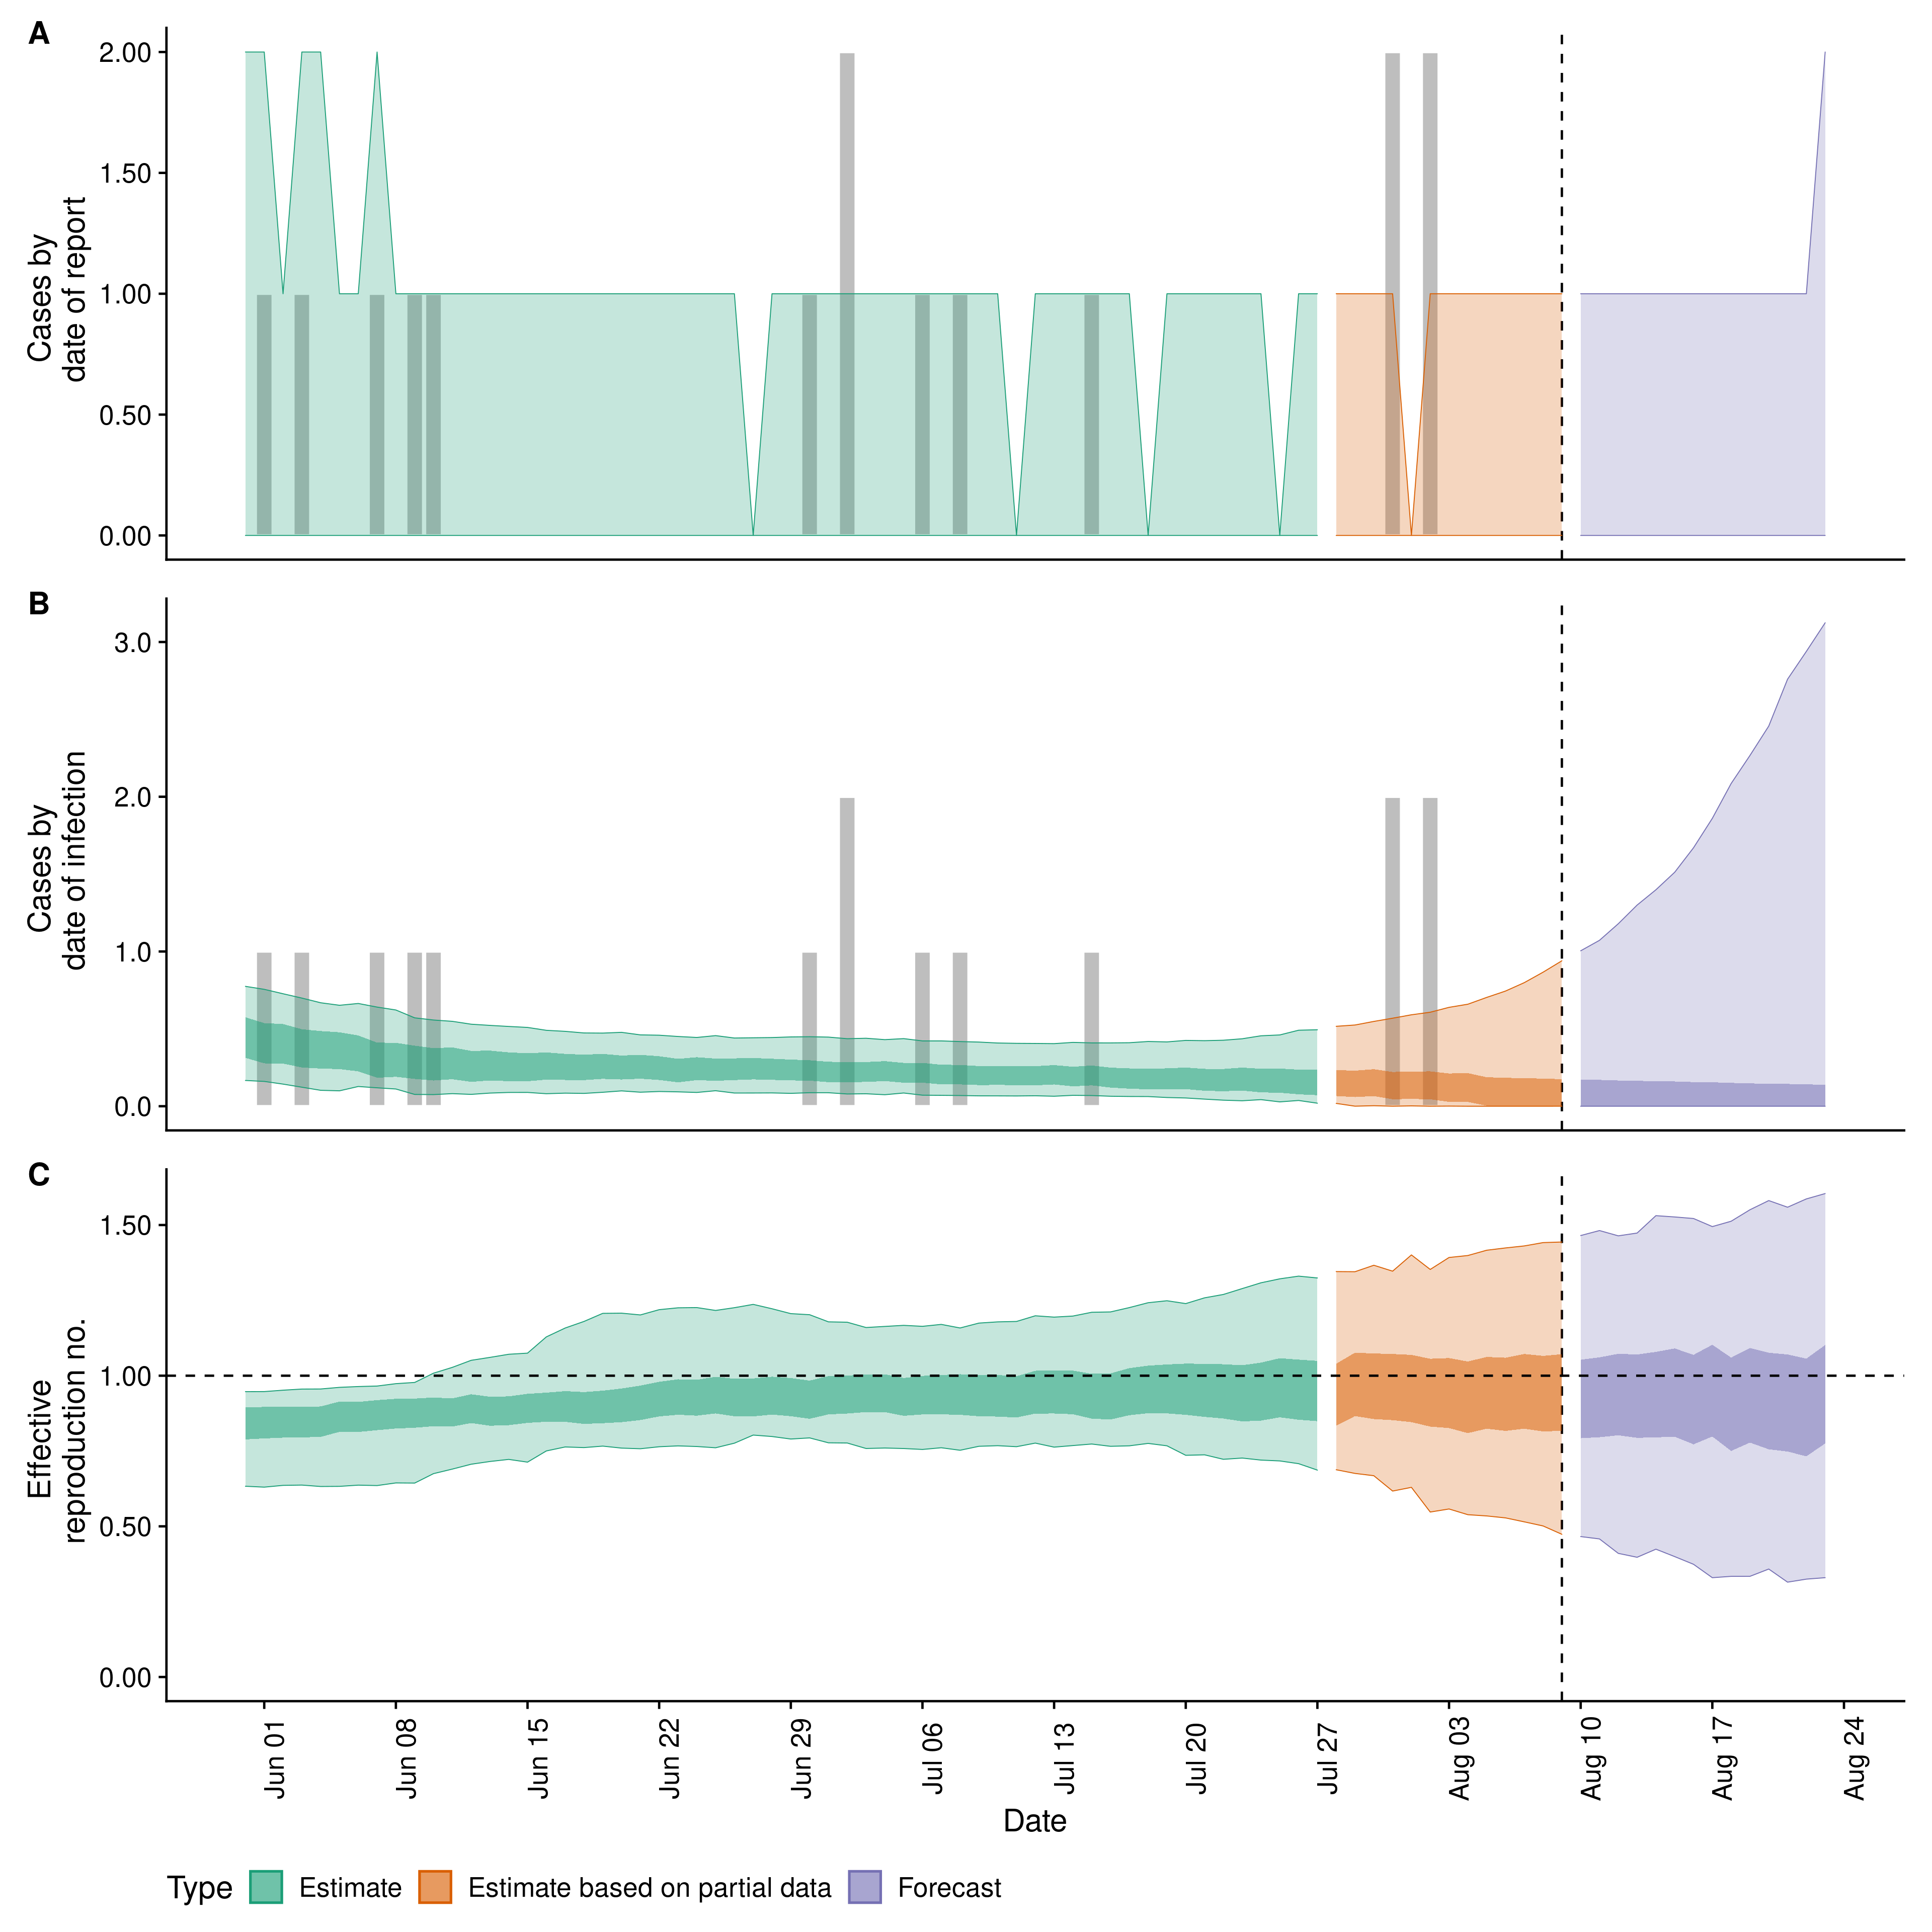 A
2.00
1.50
1.00
0.50
0.00
Cases by
date of report
B
3.0
2.0
1.0
0.0
Cases by
date of infection
C
1.50
1.00
0.50
0.00
Effective
reproduction no.
Jun 01
Jun 08
Jun 15
Jun 22
Jun 29
Jul 06
Jul 13
Jul 20
Jul 27
Aug 03
Aug 10
Aug 17
Aug 24
Date
Type Estimate Estimate based on partial data Forecast